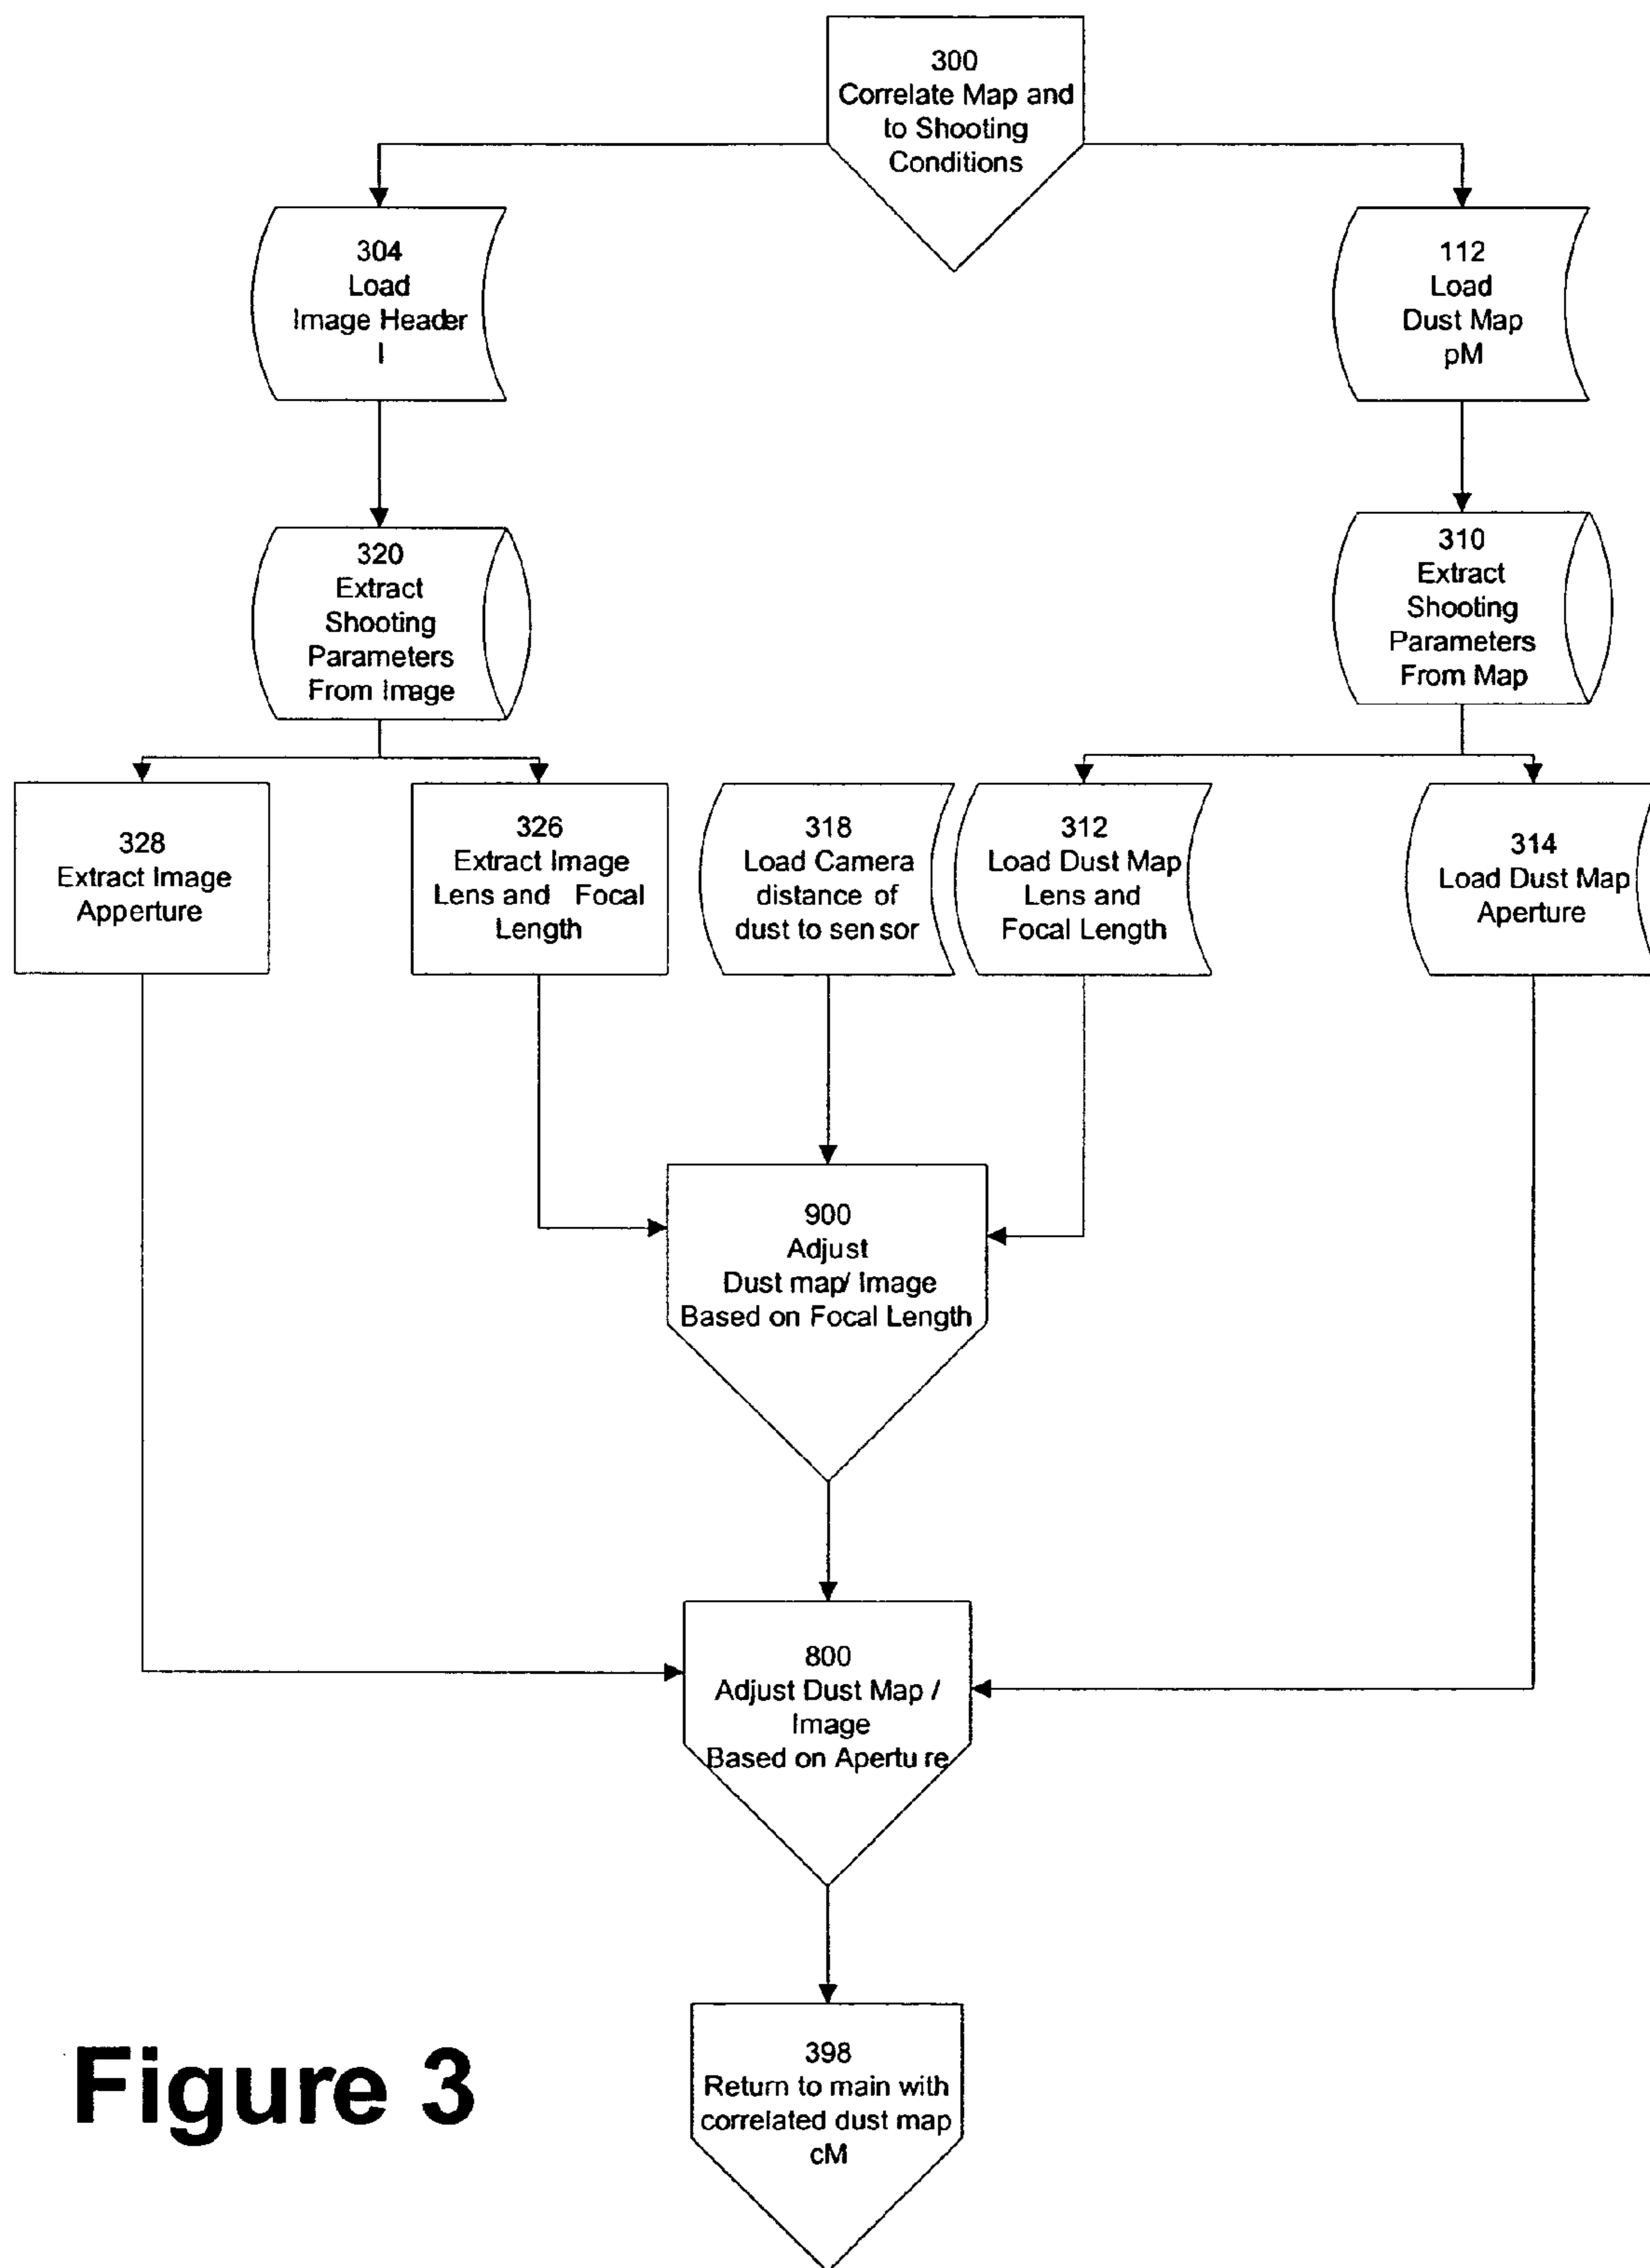 300
Correlate Map and
to Shooting
Conditions
304
Load
Image Header
I
112
Load
Dust Map
pM
320
Extract
Shooting
Parameters
From Image
310
Extract
Shooting
Parameters
From Map
328
Extract Image
Apperture
326
Extract Image
Lens and Focal
Length
318
Load Camera
distance of
dust to sensor
312
Load Dust Map
Lens and
Focal Length
314
Load Dust Map
Aperture
900
Adjust
Dust map/ Image
Based on Focal Length
800
Adjust Dust Map /
Image
Based on Aperture
398
Return to main with
correlated dust map
cM
Figure 3